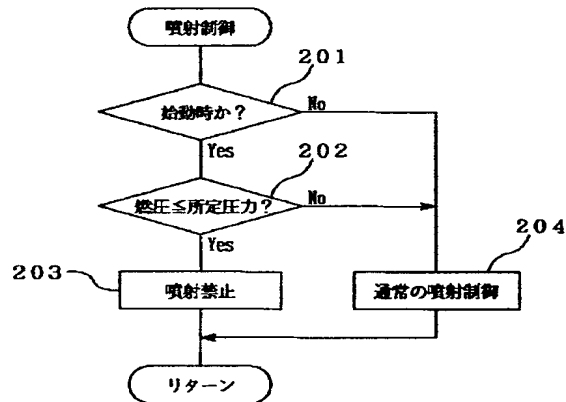 噴射制御
201
始動時か?
No
Yes
202
燃圧≦所定圧力?
No
Yes
204
203
噴射禁止
通常の噴射制御
リターン